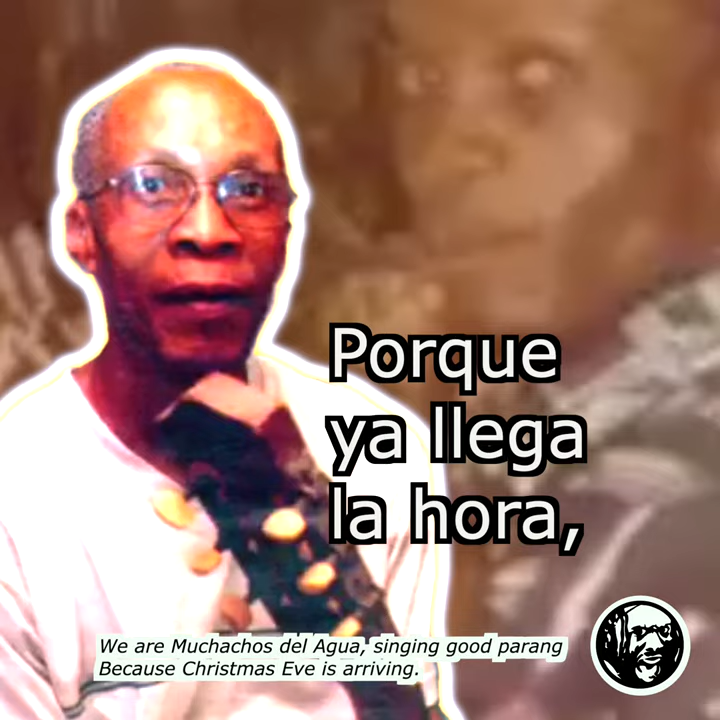 Porque
ya llega
la hora,
We are Muchachos del Agua, singing good parang
Because Christmas Eve is arriving.